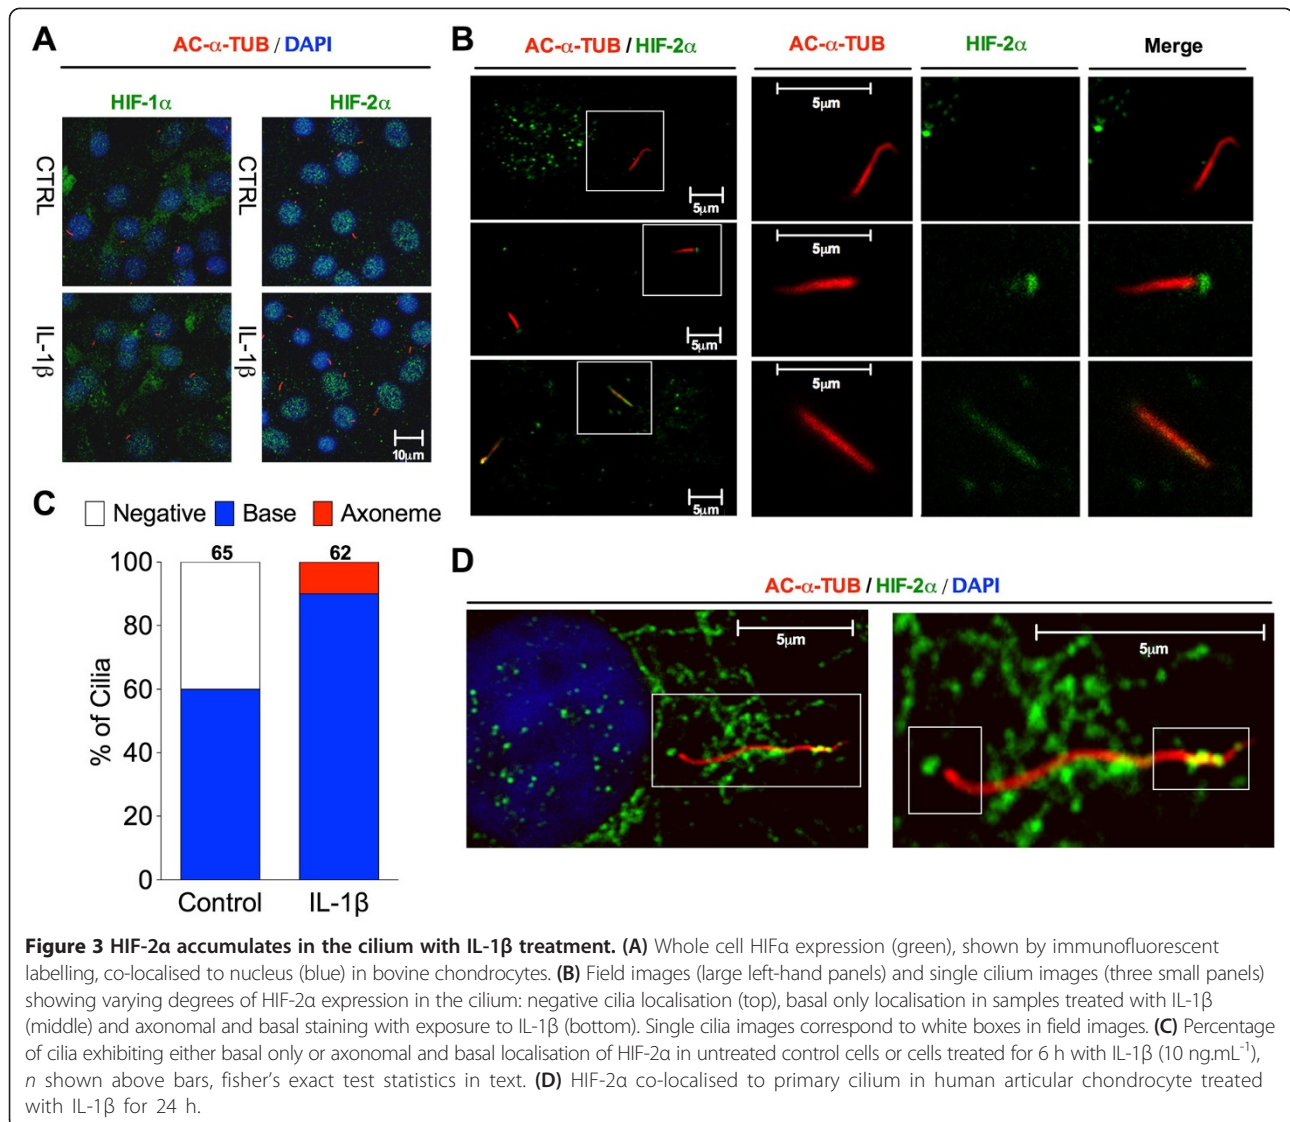 A
AC-α-TUB / DAPI
HIF-1α
HIF-2α
CTRL
CTRL
IL-1β
IL-1β
10µm
B
AC-α-TUB / HIF-2α
AC-α-TUB
HIF-2α
Merge
5µm
5µm
5µm
5µm
5µm
5µm
C
Negative
Base
Axoneme
65
62
100
80
60
40
20
0
% of Cilia
Control
IL-1β
D
AC-α-TUB / HIF-2α / DAPI
5µm
5µm
Figure 3 HIF-2α accumulates in the cilium with IL-1β treatment. (A) Whole cell HIFα expression (green), shown by immunofluorescent
labelling, co-localised to nucleus (blue) in bovine chondrocytes. (B) Field images (large left-hand panels) and single cilium images (three small panels)
showing varying degrees of HIF-2α expression in the cilium: negative cilia localisation (top), basal only localisation in samples treated with IL-1β
(middle) and axonomal and basal staining with exposure to IL-1β (bottom). Single cilia images correspond to white boxes in field images. (C) Percentage
of cilia exhibiting either basal only or axonomal and basal localisation of HIF-2α in untreated control cells or cells treated for 6 h with IL-1β (10 ng.mL⁻¹),
n shown above bars, fisher's exact test statistics in text. (D) HIF-2α co-localised to primary cilium in human articular chondrocyte treated
with IL-1β for 24 h.